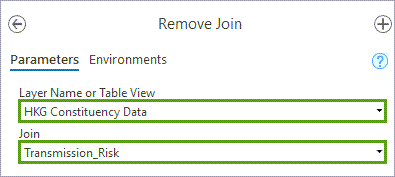 Remove Join
Parameters Environments
?
Layer Name or Table View
HKG Constituency Data
Join
Transmission_Risk